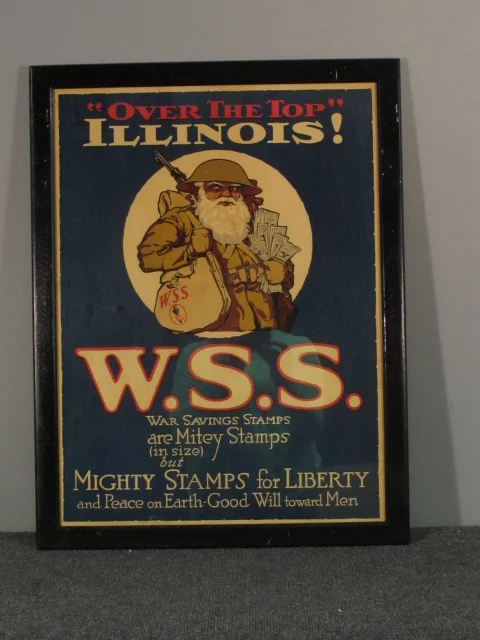 "OVER THE TOP"
ILLINOIS!
W.S.S.
W.S.S.
WAR SAVINGS STAMPS
are Mitey Stamps
(in size)
but
MIGHTY STAMPS for LIBERTY
and Peace on Earth-Good Will toward Men